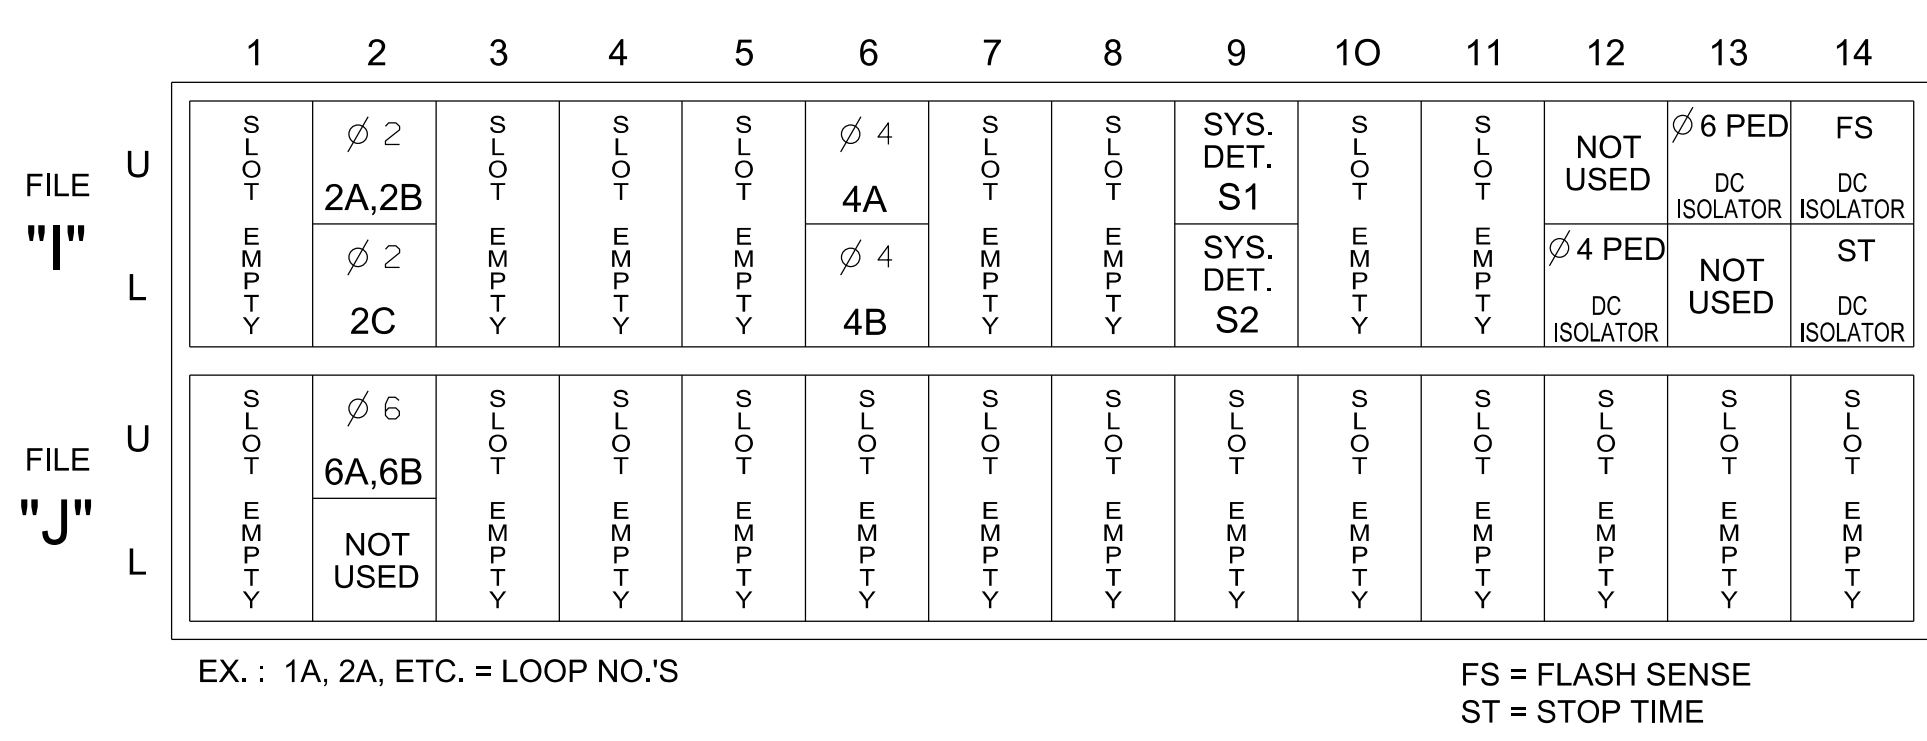 1 2 3 4 5 6 7 8 9 10 11 12 13 14
FILE
"I"
U
L
SLOT EMPTY
Ø 2
2A,2B
Ø 2
2C
SLOT EMPTY
SLOT EMPTY
SLOT EMPTY
Ø 4
4A
Ø 4
4B
SLOT EMPTY
SLOT EMPTY
SYS.
DET.
S1
SYS.
DET.
S2
SLOT EMPTY
SLOT EMPTY
NOT
USED
Ø 4 PED
DC
ISOLATOR
Ø 6 PED
DC
ISOLATOR
NOT
USED
FS
DC
ISOLATOR
ST
DC
ISOLATOR
FILE
"J"
U
L
SLOT EMPTY
Ø 6
6A,6B
NOT
USED
SLOT EMPTY
SLOT EMPTY
SLOT EMPTY
SLOT EMPTY
SLOT EMPTY
SLOT EMPTY
SLOT EMPTY
SLOT EMPTY
SLOT EMPTY
SLOT EMPTY
SLOT EMPTY
SLOT EMPTY
EX. : 1A, 2A, ETC. = LOOP NO.'S
FS = FLASH SENSE
ST = STOP TIME